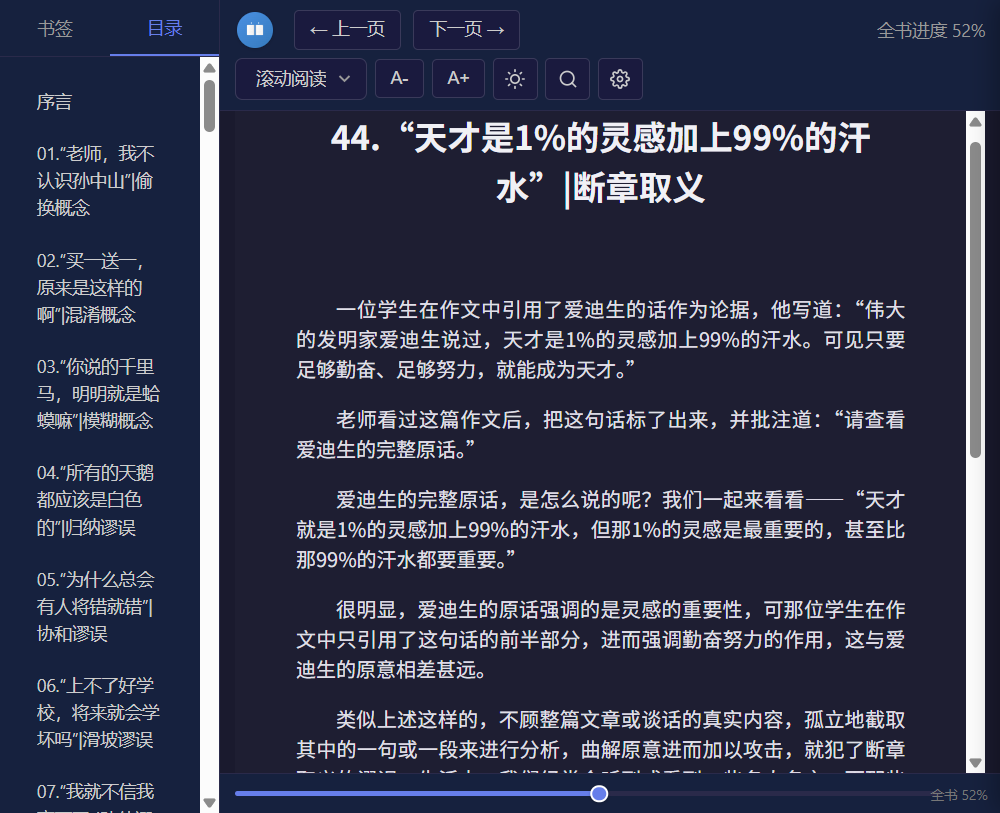 书签
目录
←上一页
下一页→
全书进度 52%
滚动阅读
A-
A+
序言
01.“老师，我不
认识孙中山”|偷
换概念
02.“买一送一，
原来是这样的
啊”|混淆概念
03.“你说的千里
马，明明就是蛤
蟆嘛”|模糊概念
04.“所有的天鹅
都应该是白色
的”|归纳谬误
05.“为什么总会
有人将错就错”|
协和谬误
06.“上不了好学
校，将来就会学
坏吗”|滑坡谬误
07.“我就不信我
44.“天才是1%的灵感加上99%的汗
水”|断章取义
一位学生在作文中引用了爱迪生的话作为论据，他写道：“伟大
的发明家爱迪生说过，天才是1%的灵感加上99%的汗水。可见只要
足够勤奋、足够努力，就能成为天才。”
老师看过这篇作文后，把这句话标了出来，并批注道：“请查看
爱迪生的完整原话。”
爱迪生的完整原话，是怎么说的呢？我们一起来看看——“天才
就是1%的灵感加上99%的汗水，但那1%的灵感是最重要的，甚至比
那99%的汗水都要重要。”
很明显，爱迪生的原话强调的是灵感的重要性，可那位学生在作
文中只引用了这句话的前半部分，进而强调勤奋努力的作用，这与爱
迪生的原意相差甚远。
类似上述这样的，不顾整篇文章或谈话的真实内容，孤立地截取
其中的一句或一段来进行分析，曲解原意进而加以攻击，就犯了断章
全书 52%